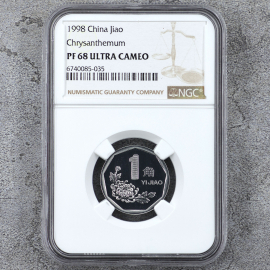 1998 China Jiao
Chrysanthemum
PF 68 ULTRA CAMEO
6740085-035
NUMISMATIC GUARANTY COMPANY
NGC
1
角
YI JIAO